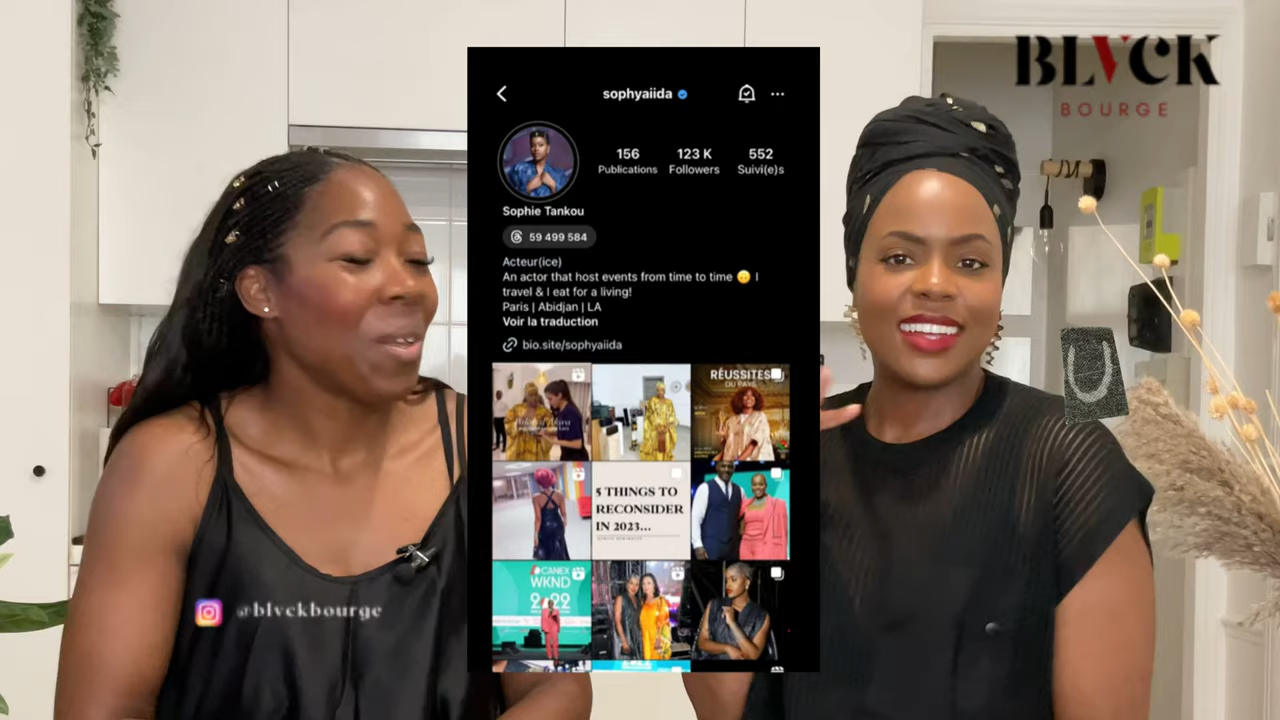 BLVCK
BOURGE
sophyaiida
156
Publications
123 K
Followers
552
Suivi(e)s
Sophie Tankou
59 499 584
Acteur(ice)
An actor that host events from time to time 😶 I
travel & I eat for a living!
Paris | Abidjan | LA
Voir la traduction
bio.site/sophyaiida
RÉUSSITES
DU PAYS
5 THINGS TO
RECONSIDER
IN 2023...
CANEX
WKND
2022
@blvckbourge